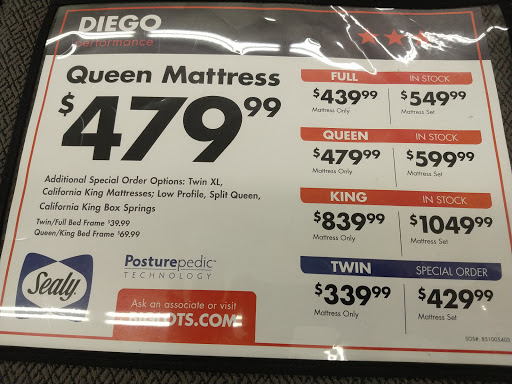 DIEGO
performance
Queen Mattress
$479.99
Additional Special Order Options: Twin XL,
California King Mattresses; Low Profile, Split Queen,
California King Box Springs
Twin/Full Bed Frame $39.99
Queen/King Bed Frame $69.99
Sealy
Posturepedic
TECHNOLOGY
Ask an associate or visit
BIGLOTS.COM
FULL IN STOCK
$439.99 $549.99
Mattress Only Mattress Set
QUEEN IN STOCK
$479.99 $599.99
Mattress Only Mattress Set
KING IN STOCK
$839.99 $1049.99
Mattress Only Mattress Set
TWIN SPECIAL ORDER
$339.99 $429.99
Mattress Only Mattress Set